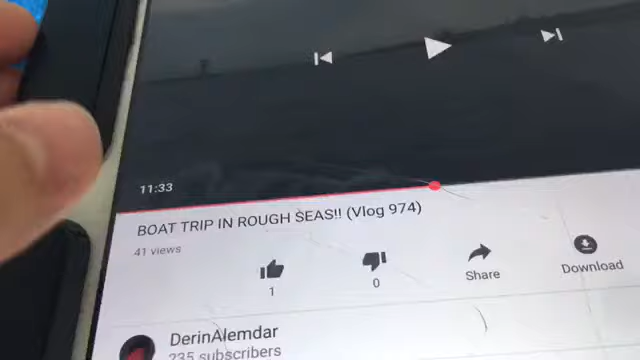 11:33
BOAT TRIP IN ROUGH SEAS!! (Vlog 974)
41 views
1
0
Share
Download
DerinAlemdar
235 subscribers